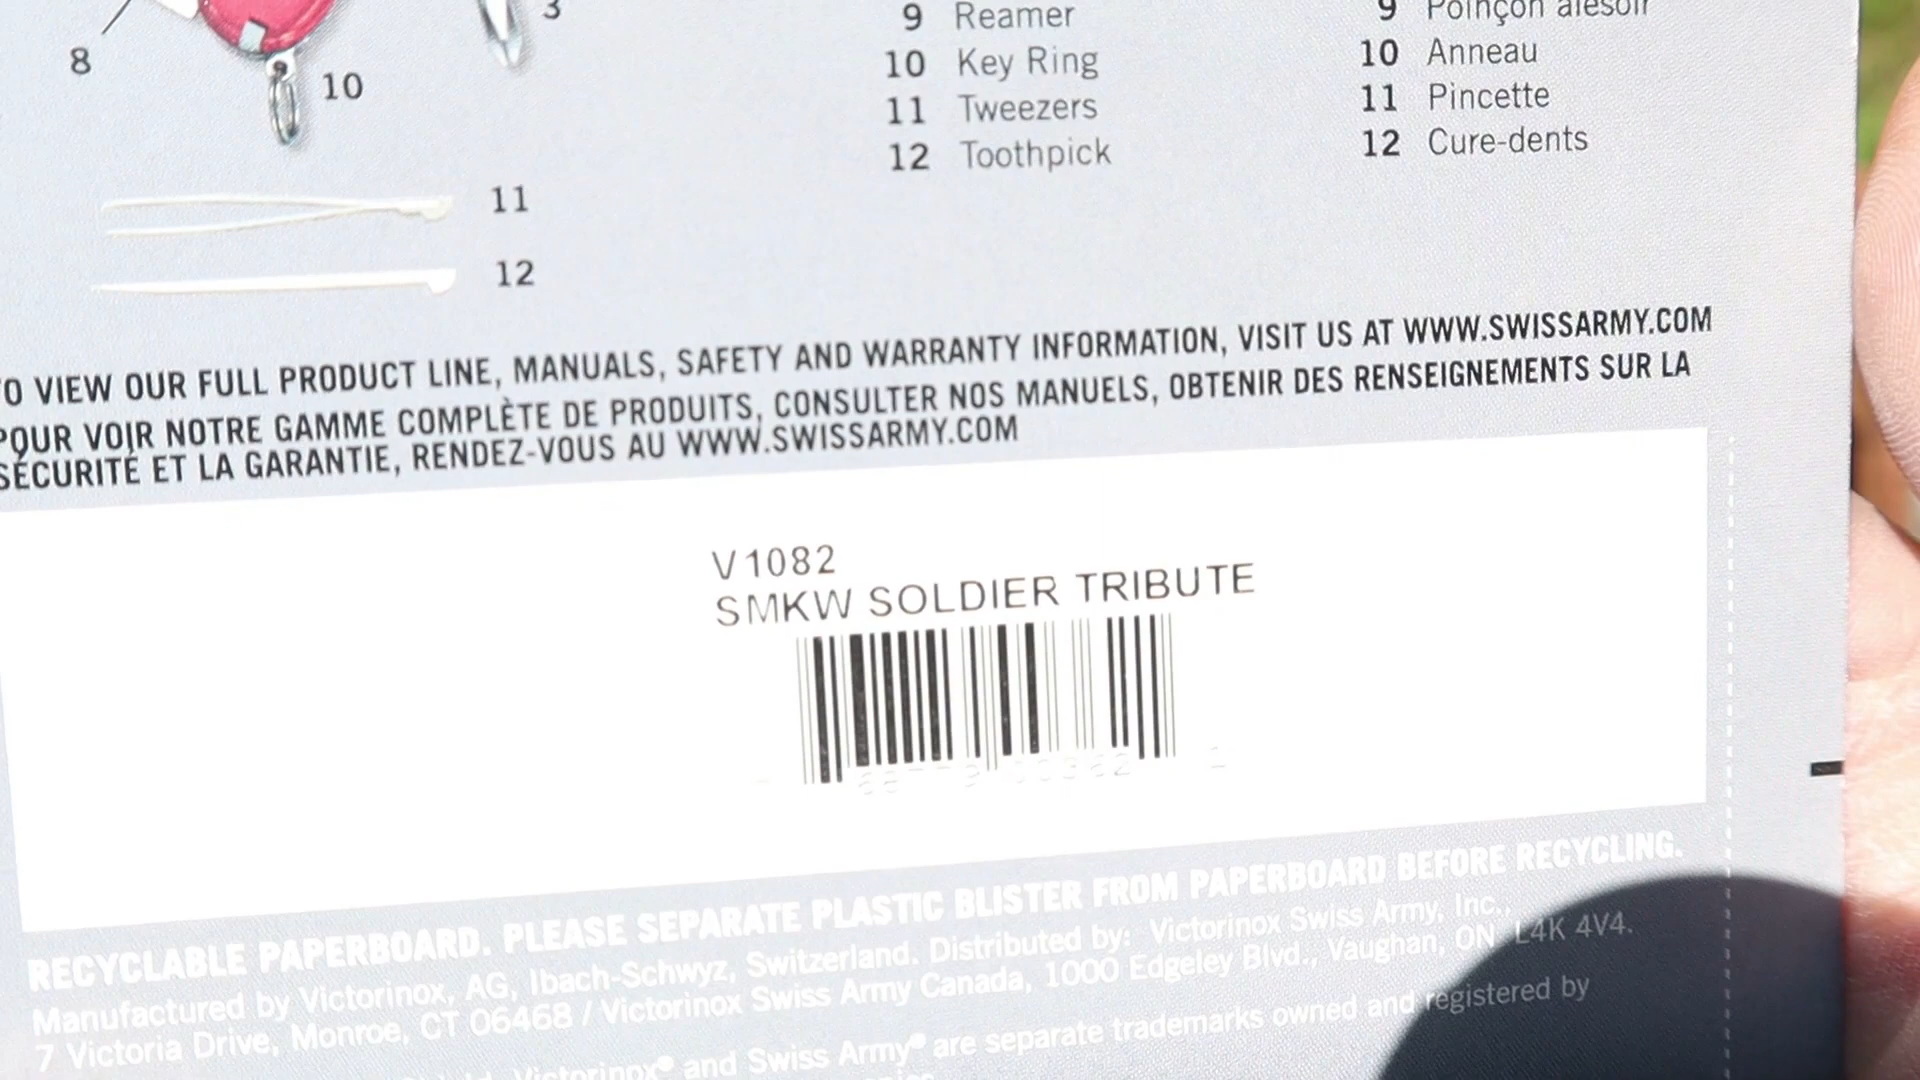 8
3
10
11
12
9 Reamer
10 Key Ring
11 Tweezers
12 Toothpick
9 Poinçon alésoir
10 Anneau
11 Pincette
12 Cure-dents
TO VIEW OUR FULL PRODUCT LINE, MANUALS, SAFETY AND WARRANTY INFORMATION, VISIT US AT WWW.SWISSARMY.COM
POUR VOIR NOTRE GAMME COMPLÈTE DE PRODUITS, CONSULTER NOS MANUELS, OBTENIR DES RENSEIGNEMENTS SUR LA
SÉCURITÉ ET LA GARANTIE, RENDEZ-VOUS AU WWW.SWISSARMY.COM
V1082
SMKW SOLDIER TRIBUTE
RECYCLABLE PAPERBOARD. PLEASE SEPARATE PLASTIC BLISTER FROM PAPERBOARD BEFORE RECYCLING.
Manufactured by Victorinox, AG, Ibach-Schwyz, Switzerland. Distributed by: Victorinox Swiss Army, Inc.,
7 Victoria Drive, Monroe, CT 06468 / Victorinox Swiss Army Canada, 1000 Edgeley Blvd., Vaughan, ON L4K 4V4.
Victorinox® and Swiss Army® are separate trademarks owned and registered by